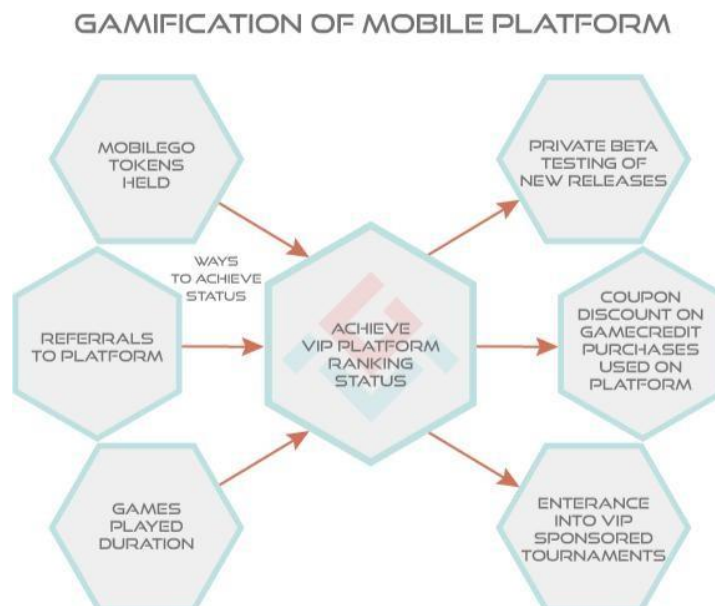 GAMIFICATION OF MOBILE PLATFORM
MOBILEGO
TOKENS
HELD
WAYS
TO ACHIEVE
STATUS
REFERRALS
TO PLATFORM
GAMES
PLAYED
DURATION
ACHIEVE
VIP PLATFORM
RANKING
STATUS
PRIVATE BETA
TESTING OF
NEW RELEASES
COUPON
DISCOUNT ON
GAMECREDIT
PURCHASES
USED ON
PLATFORM
ENTERANCE
INTO VIP
SPONSORED
TOURNAMENTS